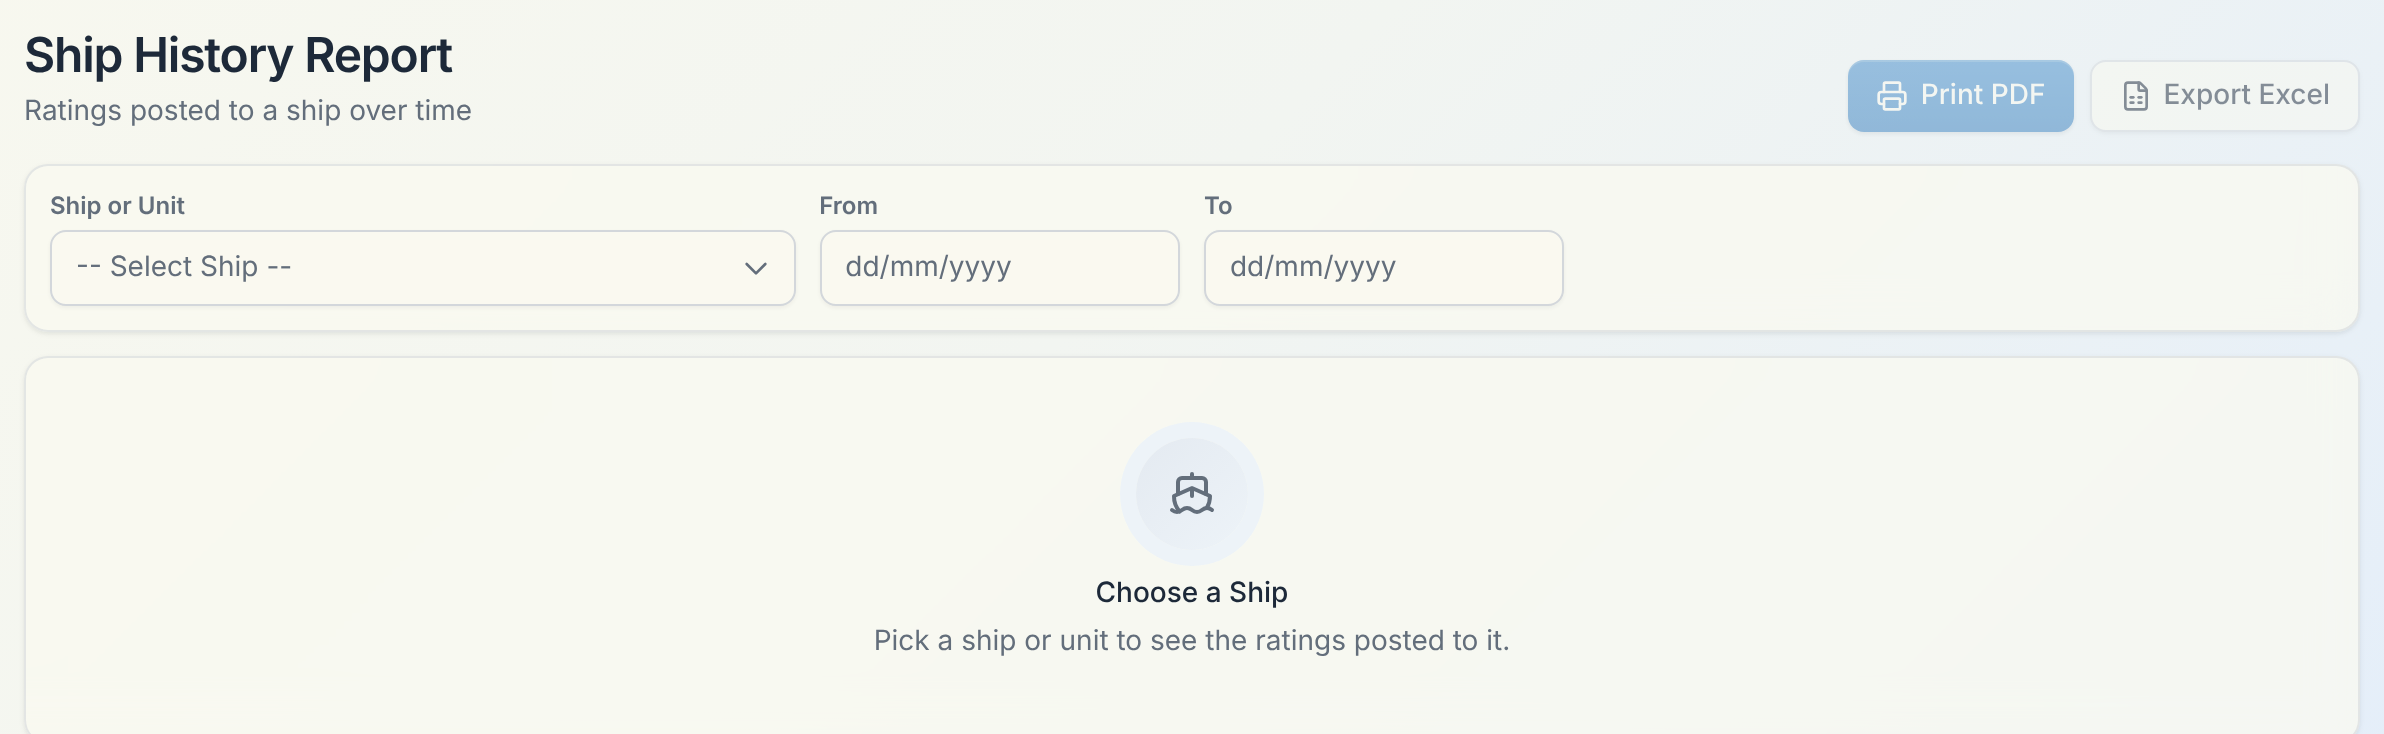 Ship History Report
Ratings posted to a ship over time
Print PDF
Export Excel
Ship or Unit
From
To
-- Select Ship --
dd/mm/yyyy
dd/mm/yyyy
Choose a Ship
Pick a ship or unit to see the ratings posted to it.